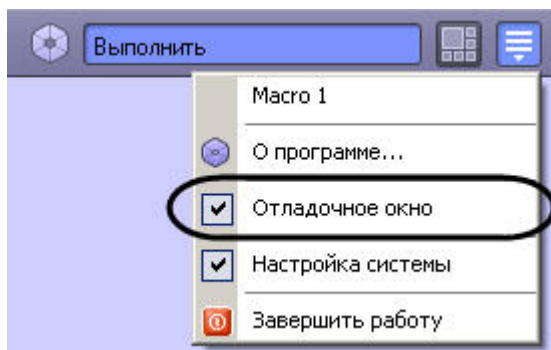 Выполнить
Macro 1
О программе...
Отладочное окно
Настройка системы
Завершить работу